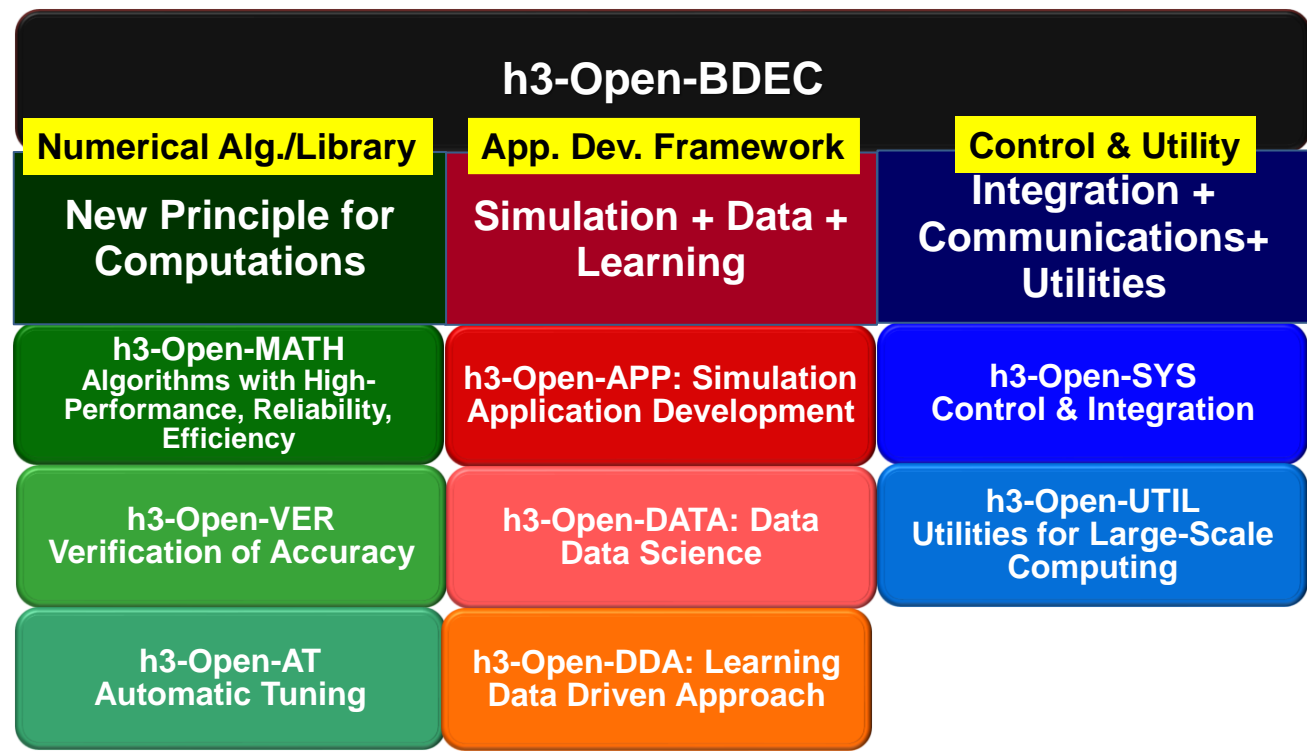 h3-Open-BDEC
Numerical Alg./Library
New Principle for
Computations
h3-Open-MATH
Algorithms with High-
Performance, Reliability,
Efficiency
h3-Open-VER
Verification of Accuracy
h3-Open-AT
Automatic Tuning
App. Dev. Framework
Simulation + Data +
Learning
h3-Open-APP: Simulation
Application Development
h3-Open-DATA: Data
Data Science
h3-Open-DDA: Learning
Data Driven Approach
Control & Utility
Integration +
Communications+
Utilities
h3-Open-SYS
Control & Integration
h3-Open-UTIL
Utilities for Large-Scale
Computing